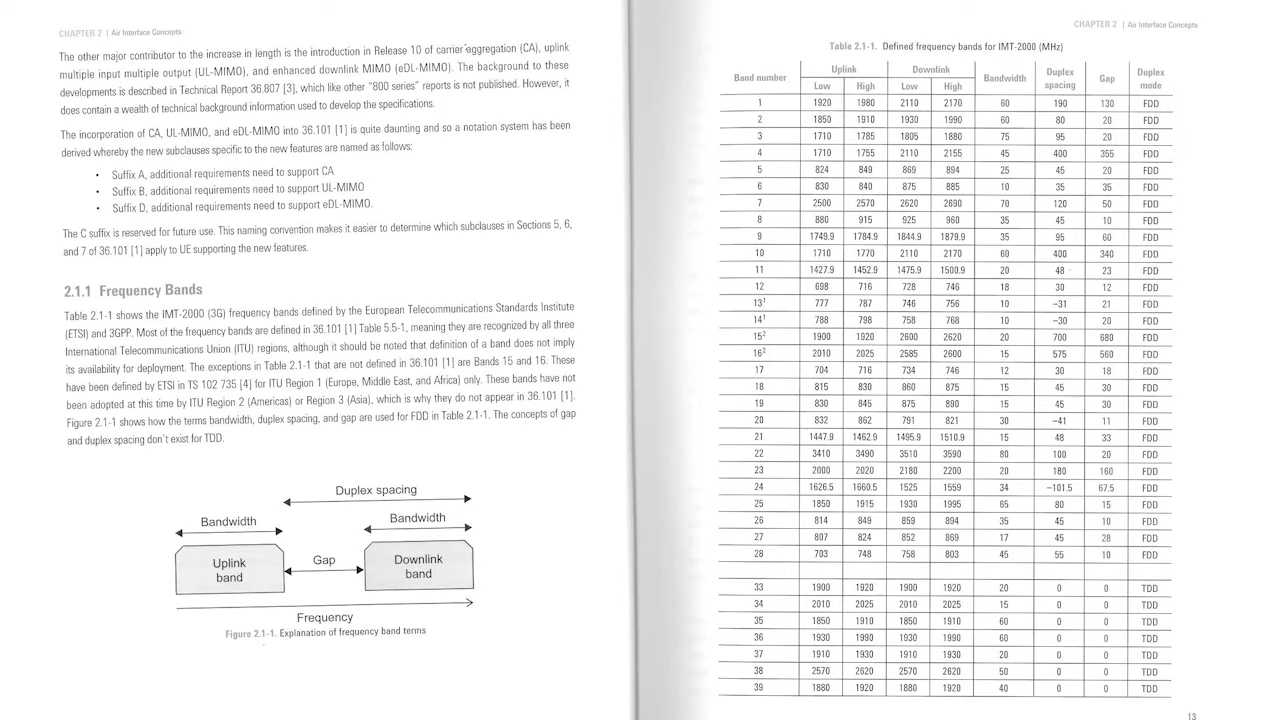 CHAPTER 2 | Air Interface Concepts
The other major contributor to the increase in length is the introduction in Release 10 of carrier aggregation (CA), uplink
multiple input multiple output (UL-MIMO), and enhanced downlink MIMO (eDL-MIMO). The background to these
developments is described in Technical Report 36.807 [3], which like other “800 series” reports is not published. However, it
does contain a wealth of technical background information used to develop the specifications.
The incorporation of CA, UL-MIMO, and eDL-MIMO into 36.101 [1] is quite daunting and so a notation system has been
derived whereby the new subclauses specific to the new features are named as follows:
• Suffix A, additional requirements need to support CA
• Suffix B, additional requirements need to support UL-MIMO
• Suffix D, additional requirements need to support eDL-MIMO.
The C suffix is reserved for future use. This naming convention makes it easier to determine which subclauses in Sections 5, 6,
and 7 of 36.101 [1] apply to UE supporting the new features.
2.1.1 Frequency Bands
Table 2.1-1 shows the IMT-2000 (3G) frequency bands defined by the European Telecommunications Standards Institute
(ETSI) and 3GPP. Most of the frequency bands are defined in 36.101 [1] Table 5.5-1, meaning they are recognized by all three
International Telecommunications Union (ITU) regions, although it should be noted that definition of a band does not imply
its availability for deployment. The exceptions in Table 2.1-1 that are not defined in 36.101 [1] are Bands 15 and 16. These
have been defined by ETSI in TS 102 735 [4] for ITU Region 1 (Europe, Middle East, and Africa) only. These bands have not
been adopted at this time by ITU Region 2 (Americas) or Region 3 (Asia), which is why they do not appear in 36.101 [1].
Figure 2.1-1 shows how the terms bandwidth, duplex spacing, and gap are used for FDD in Table 2.1-1. The concepts of gap
and duplex spacing don't exist for TDD.
Duplex spacing
Bandwidth Bandwidth
Uplink band
Gap
Downlink band
Frequency
Figure 2.1-1. Explanation of frequency band terms
CHAPTER 2 | Air Interface Concepts
Table 2.1-1. Defined frequency bands for IMT-2000 (MHz)
Band number Uplink Downlink Bandwidth Duplex spacing Gap Duplex mode
Low High Low High
1 1920 1980 2110 2170 60 190 130 FDD
2 1850 1910 1930 1990 60 80 20 FDD
3 1710 1785 1805 1880 75 95 20 FDD
4 1710 1755 2110 2155 45 400 355 FDD
5 824 849 869 894 25 45 20 FDD
6 830 840 875 885 10 35 35 FDD
7 2500 2570 2620 2690 70 120 50 FDD
8 880 915 925 960 35 45 10 FDD
9 1749.9 1784.9 1844.9 1879.9 35 95 60 FDD
10 1710 1770 2110 2170 60 400 340 FDD
11 1427.9 1452.9 1475.9 1500.9 20 48 23 FDD
12 698 716 728 746 18 30 12 FDD
13¹ 777 787 746 756 10 –31 21 FDD
14¹ 788 798 758 768 10 –30 20 FDD
15² 1900 1920 2600 2620 20 700 680 FDD
16² 2010 2025 2585 2600 15 575 560 FDD
17 704 716 734 746 12 30 18 FDD
18 815 830 860 875 15 45 30 FDD
19 830 845 875 890 15 45 30 FDD
20 832 862 791 821 30 –41 11 FDD
21 1447.9 1462.9 1495.9 1510.9 15 48 33 FDD
22 3410 3490 3510 3590 80 100 20 FDD
23 2000 2020 2180 2200 20 180 160 FDD
24 1626.5 1660.5 1525 1559 34 –101.5 67.5 FDD
25 1850 1915 1930 1995 65 80 15 FDD
26 814 849 859 894 35 45 10 FDD
27 807 824 852 869 17 45 28 FDD
28 703 748 758 803 45 55 10 FDD
33 1900 1920 1900 1920 20 0 0 TDD
34 2010 2025 2010 2025 15 0 0 TDD
35 1850 1910 1850 1910 60 0 0 TDD
36 1930 1990 1930 1990 60 0 0 TDD
37 1910 1930 1910 1930 20 0 0 TDD
38 2570 2620 2570 2620 50 0 0 TDD
39 1880 1920 1880 1920 40 0 0 TDD
13